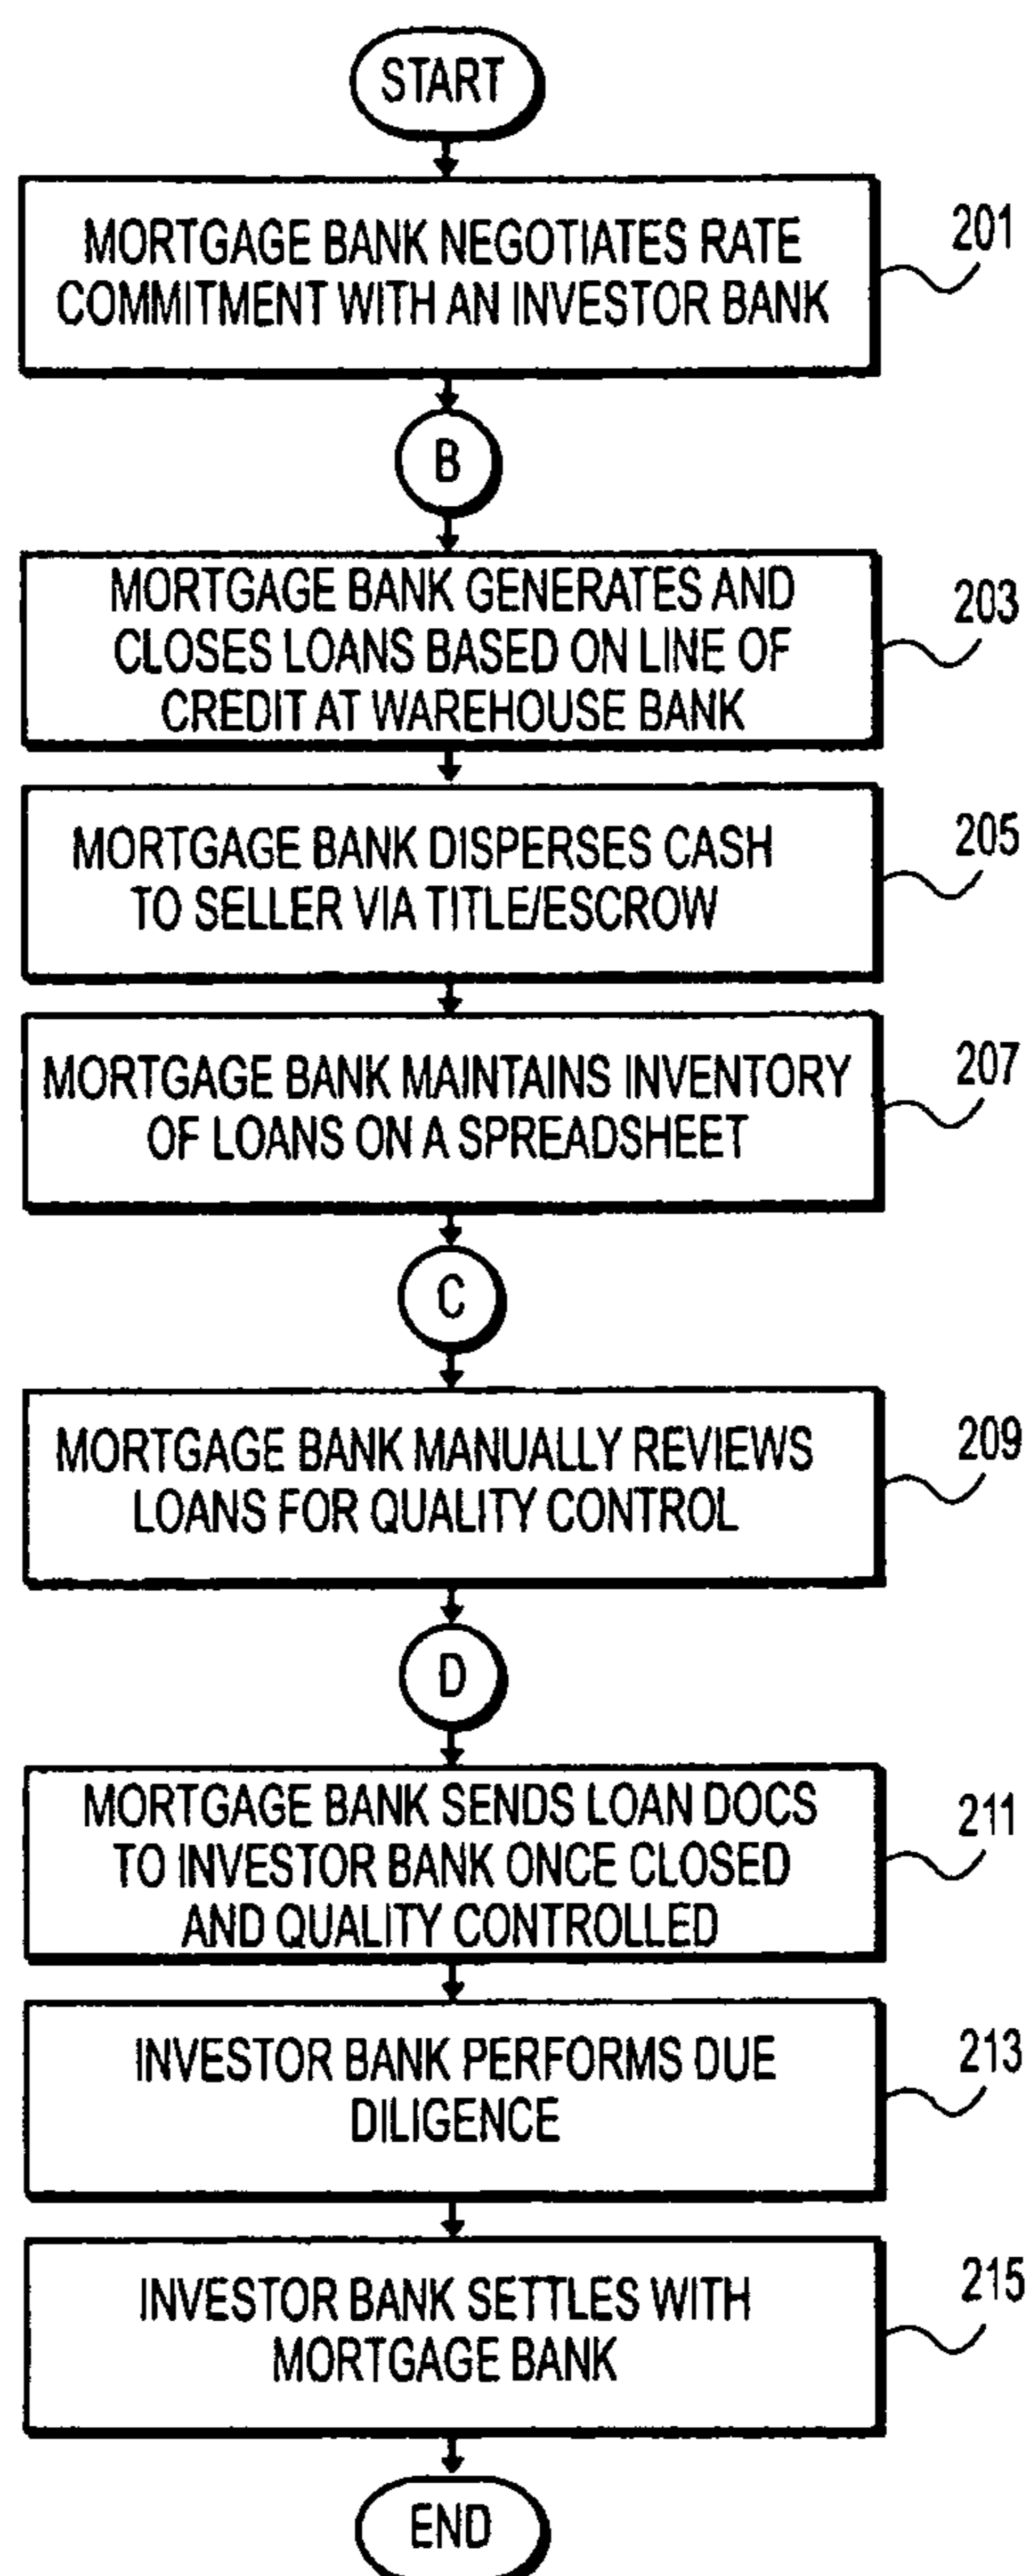 START
MORTGAGE BANK NEGOTIATES RATE
COMMITMENT WITH AN INVESTOR BANK
201
B
MORTGAGE BANK GENERATES AND
CLOSES LOANS BASED ON LINE OF
CREDIT AT WAREHOUSE BANK
203
MORTGAGE BANK DISPERSES CASH
TO SELLER VIA TITLE/ESCROW
205
MORTGAGE BANK MAINTAINS INVENTORY
OF LOANS ON A SPREADSHEET
207
C
MORTGAGE BANK MANUALLY REVIEWS
LOANS FOR QUALITY CONTROL
209
D
MORTGAGE BANK SENDS LOAN DOCS
TO INVESTOR BANK ONCE CLOSED
AND QUALITY CONTROLLED
211
INVESTOR BANK PERFORMS DUE
DILIGENCE
213
INVESTOR BANK SETTLES WITH
MORTGAGE BANK
215
END